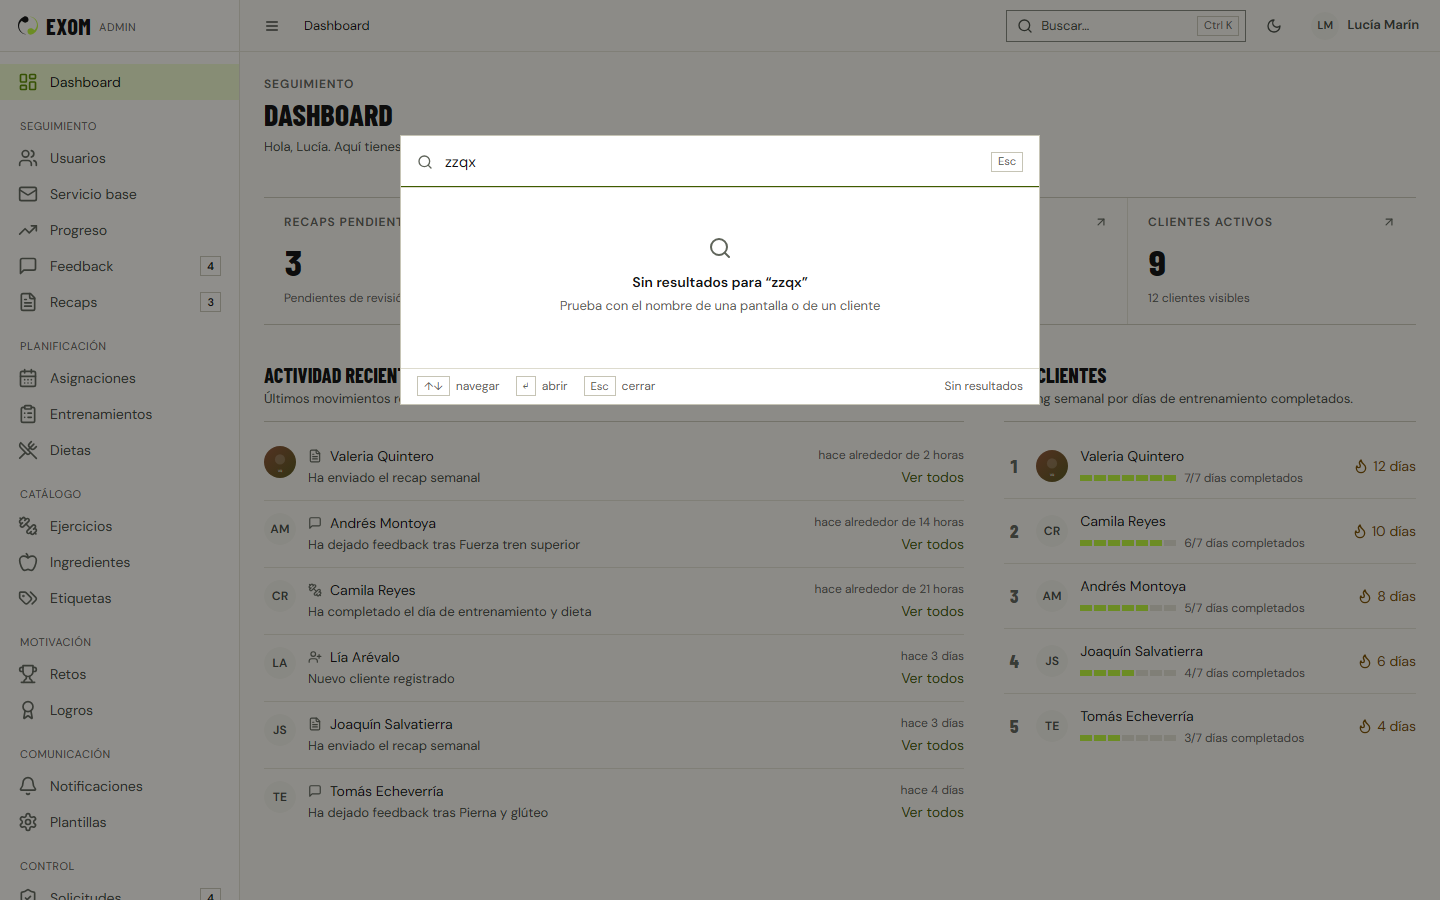 EXOM ADMIN
Dashboard
Buscar...
Ctrl K
LM
Lucía Marín
Dashboard
SEGUIMIENTO
Usuarios
Servicio base
Progreso
Feedback
4
Recaps
3
PLANIFICACIÓN
Asignaciones
Entrenamientos
Dietas
CATÁLOGO
Ejercicios
Ingredientes
Etiquetas
MOTIVACIÓN
Retos
Logros
COMUNICACIÓN
Notificaciones
Plantillas
CONTROL
Solicitudes
4
SEGUIMIENTO
DASHBOARD
Hola, Lucía. Aquí tienes
zzqx
Esc
Sin resultados para “zzqx”
Prueba con el nombre de una pantalla o de un cliente
↑↓ navegar
↵ abrir
Esc cerrar
Sin resultados
RECAPS PENDIENT
3
Pendientes de revisió
CLIENTES ACTIVOS
9
12 clientes visibles
ACTIVIDAD RECIEN
Últimos movimientos
Valeria Quintero
hace alrededor de 2 horas
Ha enviado el recap semanal
Ver todos
AM
Andrés Montoya
hace alrededor de 14 horas
Ha dejado feedback tras Fuerza tren superior
Ver todos
CR
Camila Reyes
hace alrededor de 21 horas
Ha completado el día de entrenamiento y dieta
Ver todos
LA
Lía Arévalo
hace 3 días
Nuevo cliente registrado
Ver todos
JS
Joaquín Salvatierra
hace 3 días
Ha enviado el recap semanal
Ver todos
TE
Tomás Echeverría
hace 4 días
Ha dejado feedback tras Pierna y glúteo
Ver todos
CLIENTES
ng semanal por días de entrenamiento completados.
1
Valeria Quintero
7/7 días completados
12 días
2
CR
Camila Reyes
6/7 días completados
10 días
3
AM
Andrés Montoya
5/7 días completados
8 días
4
JS
Joaquín Salvatierra
4/7 días completados
6 días
5
TE
Tomás Echeverría
3/7 días completados
4 días